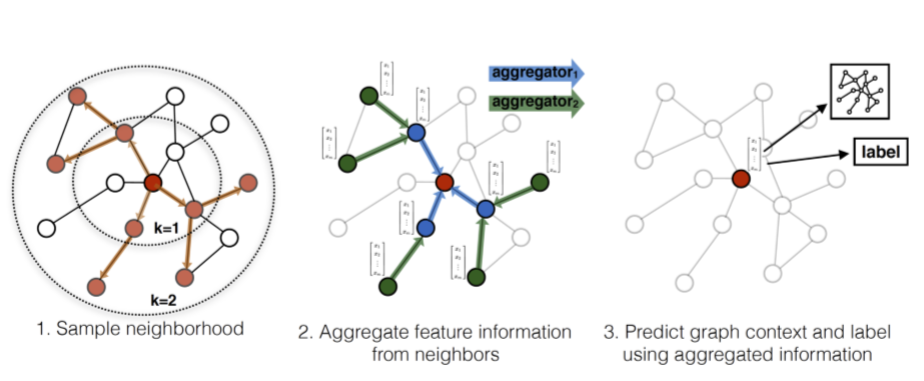 aggregator₁
aggregator₂
label
k=1
k=2
1. Sample neighborhood
2. Aggregate feature information
from neighbors
3. Predict graph context and label
using aggregated information